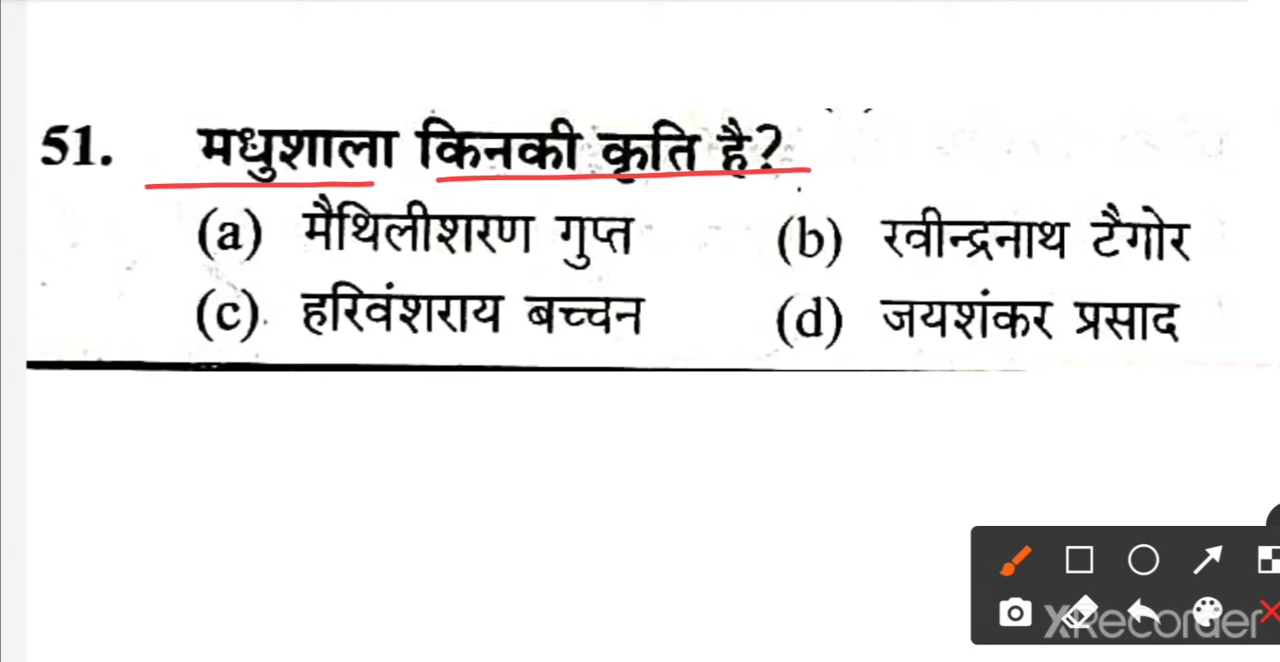 51. मधुशाला किनकी कृति है?
(a) मैथिलीशरण गुप्त (b) रवीन्द्रनाथ टैगोर
(c) हरिवंशराय बच्चन (d) जयशंकर प्रसाद
XRecorder